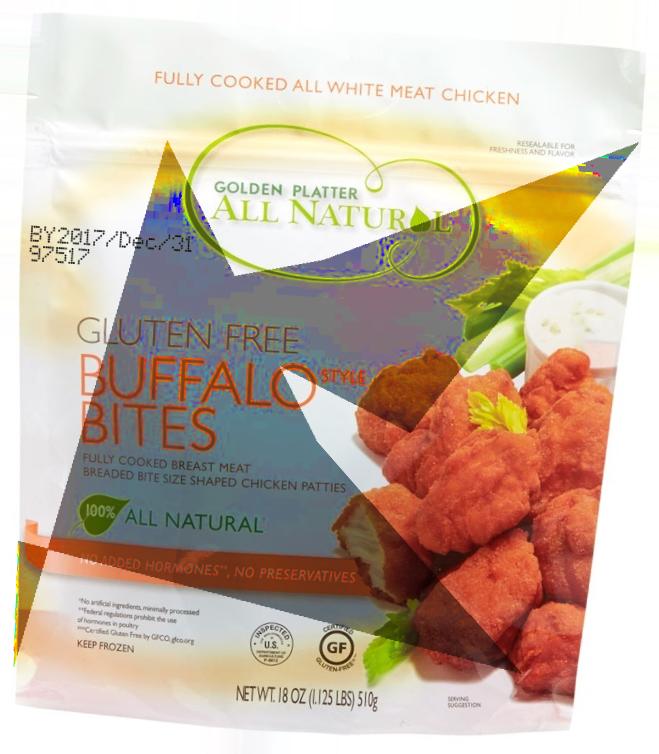 FULLY COOKED ALL WHITE MEAT CHICKEN
RESEALABLE FOR
FRESHNESS AND FLAVOR
GOLDEN PLATTER
ALL NATURAL
BY2017/Dec/31
97517
GLUTEN FREE
BUFFALO STYLE
BITES
FULLY COOKED BREAST MEAT
BREADED BITE SIZE SHAPED CHICKEN PATTIES
100% ALL NATURAL*
NO ADDED HORMONES**, NO PRESERVATIVES
*No artificial ingredients, minimally processed
**Federal regulations prohibit the use
of hormones in poultry
***Certified Gluten Free by GFCO, gfco.org
KEEP FROZEN
INSPECTED
U.S.
DEPARTMENT OF
AGRICULTURE
CERTIFIED
GF
GLUTEN-FREE***
NET WT. 18 OZ (1.125 LBS) 510g
SERVING
SUGGESTION